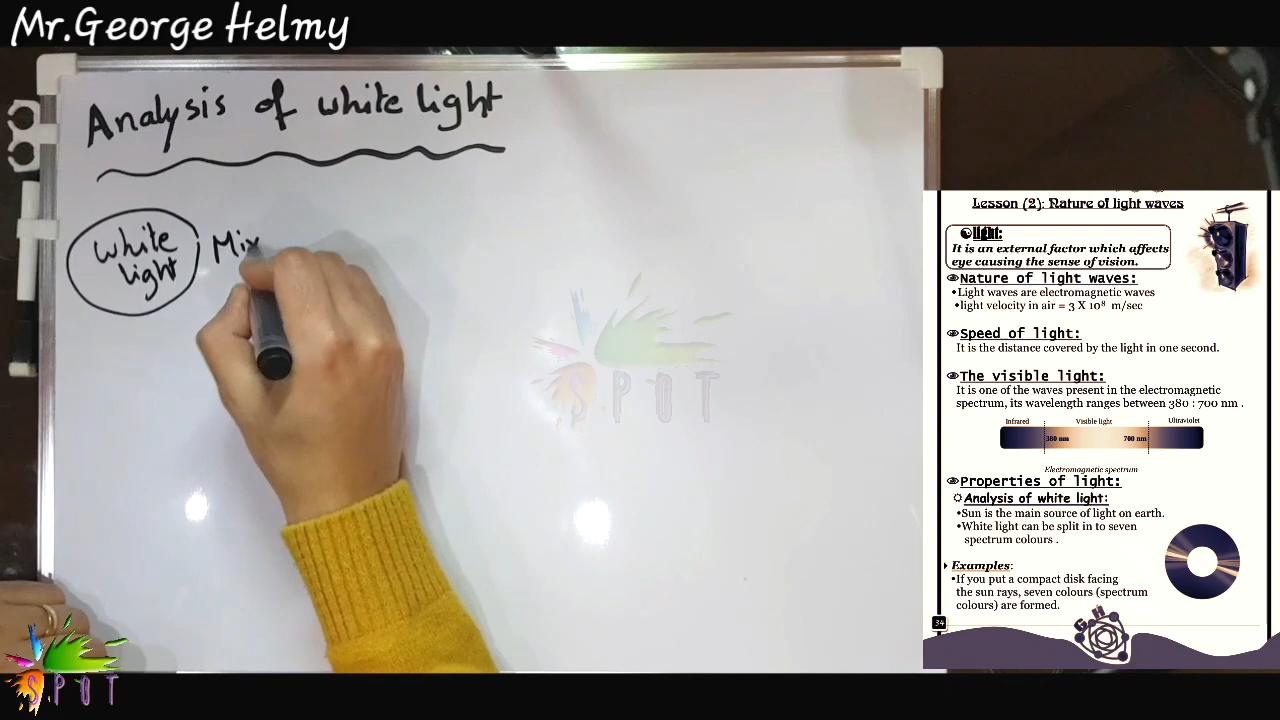 Mr.George Helmy
Analysis of white light
white
light
Mix
SPOT
Lesson (2): Nature of light waves
light:
It is an external factor which affects
eye causing the sense of vision.
Nature of light waves:
•Light waves are electromagnetic waves
•light velocity in air = 3 X 10⁸ m/sec
Speed of light:
It is the distance covered by the light in one second.
The visible light:
It is one of the waves present in the electromagnetic
spectrum, its wavelength ranges between 380 : 700 nm .
Infrared Visible light Ultraviolet
380 nm 700 nm
Electromagnetic spectrum
Properties of light:
Analysis of white light:
•Sun is the main source of light on earth.
•White light can be split in to seven
spectrum colours .
Examples:
•If you put a compact disk facing
the sun rays, seven colours (spectrum
colours) are formed.
34
GH
SPOT